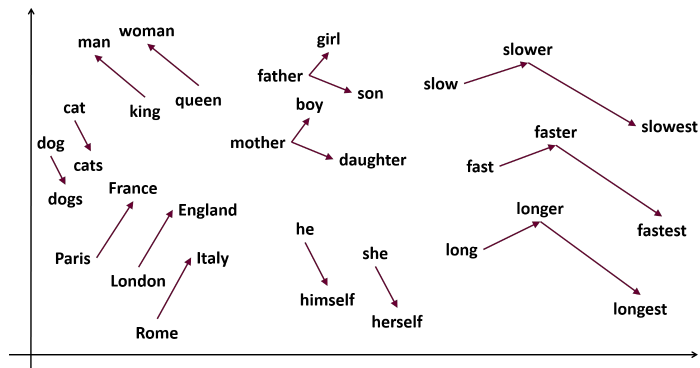 man
woman
king
queen
cat
cats
dog
dogs
France
England
Italy
Paris
London
Rome
girl
father
son
boy
mother
daughter
he
himself
she
herself
slower
slow
slowest
faster
fast
fastest
longer
long
longest